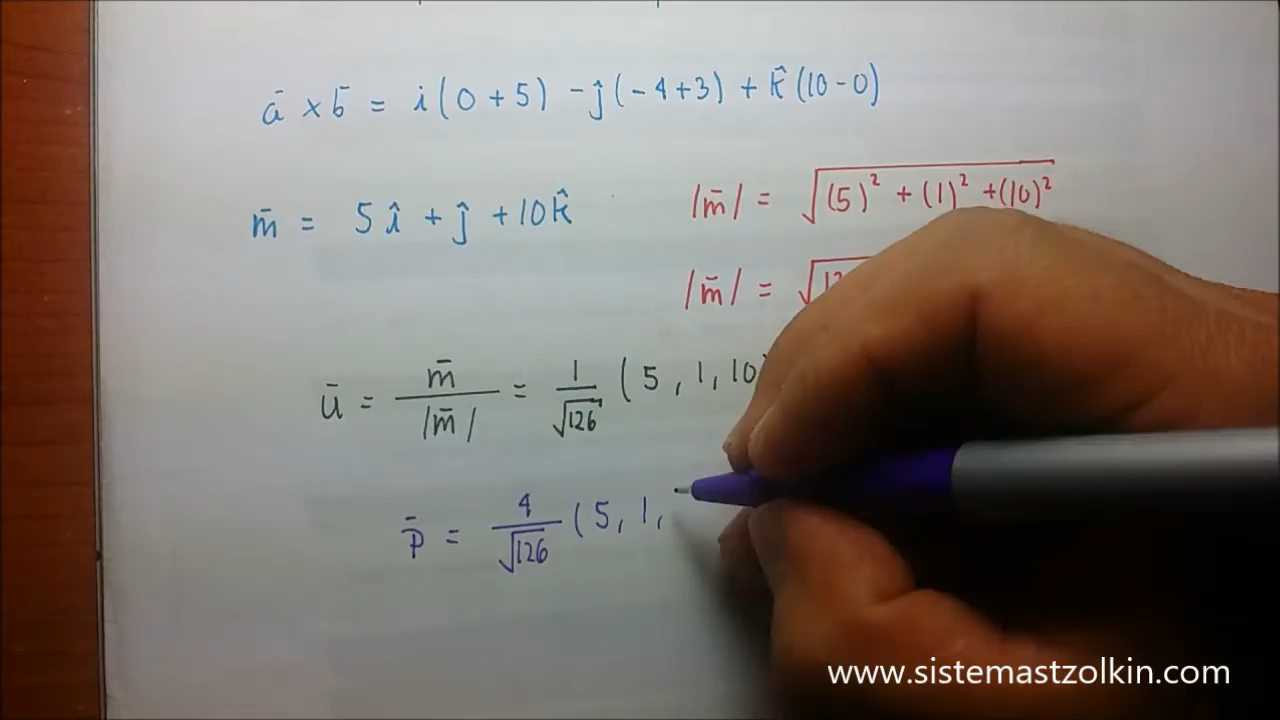 ā × b̄ = i(0 + 5) - ĵ(-4+3) + k̂(10-0)
m̄ = 5î + ĵ + 10k̂
|m̄| = √(5)² + (1)² + (10)²
|m̄| = √
ū = m̄/|m̄| = 1/√126 (5, 1, 10)
p̄ = 4/√126 (5, 1,
www.sistemastzolkin.com